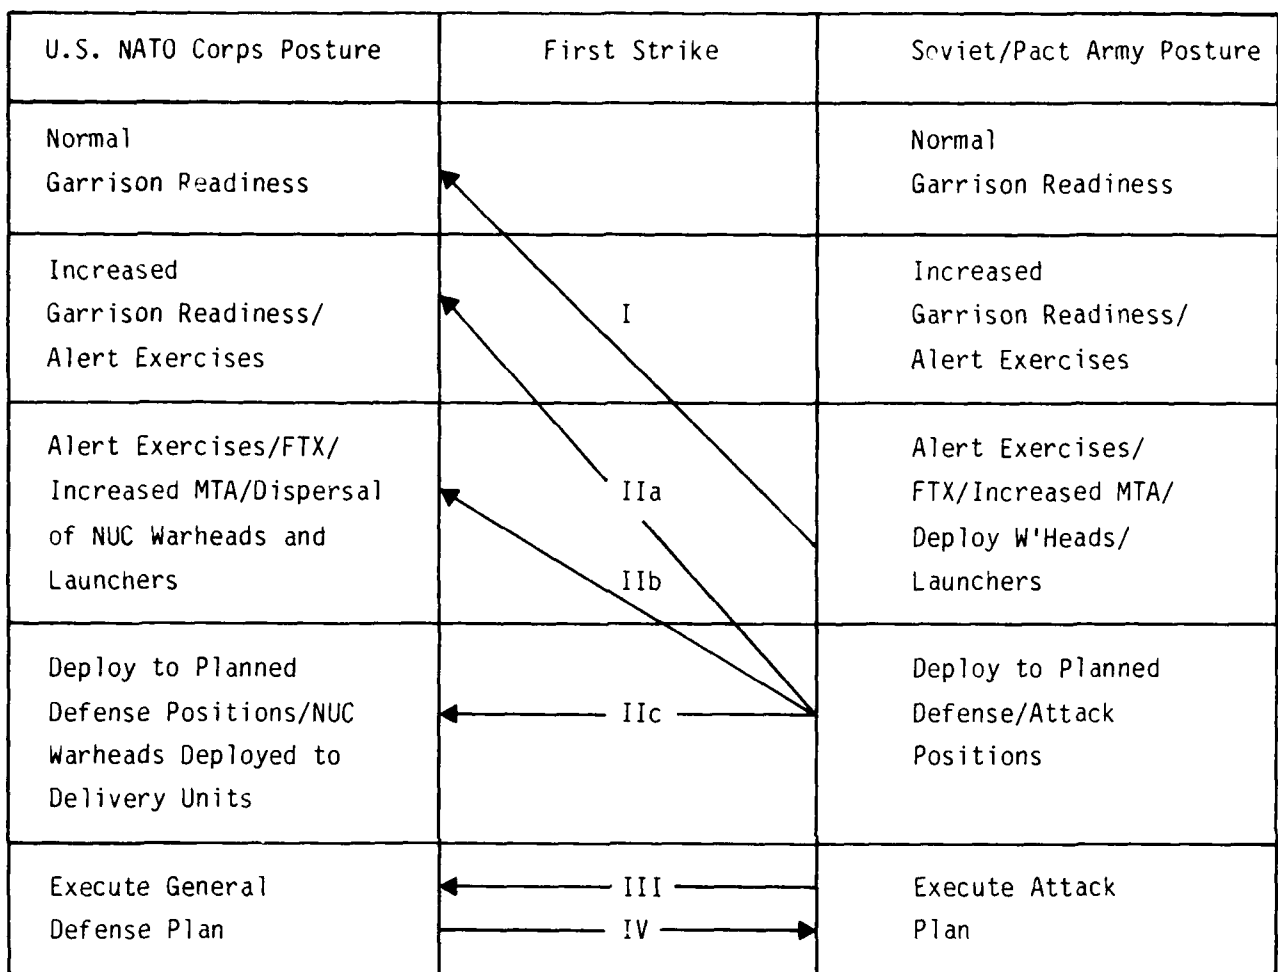 U.S. NATO Corps Posture
First Strike
Soviet/Pact Army Posture
Normal
Garrison Readiness
Normal
Garrison Readiness
Increased
Garrison Readiness/
Alert Exercises
I
Increased
Garrison Readiness/
Alert Exercises
Alert Exercises/FTX/
Increased MTA/Dispersal
of NUC Warheads and
Launchers
IIa
IIb
Alert Exercises/
FTX/Increased MTA/
Deploy W'Heads/
Launchers
Deploy to Planned
Defense Positions/NUC
Warheads Deployed to
Delivery Units
IIc
Deploy to Planned
Defense/Attack
Positions
Execute General
Defense Plan
III
IV
Execute Attack
Plan